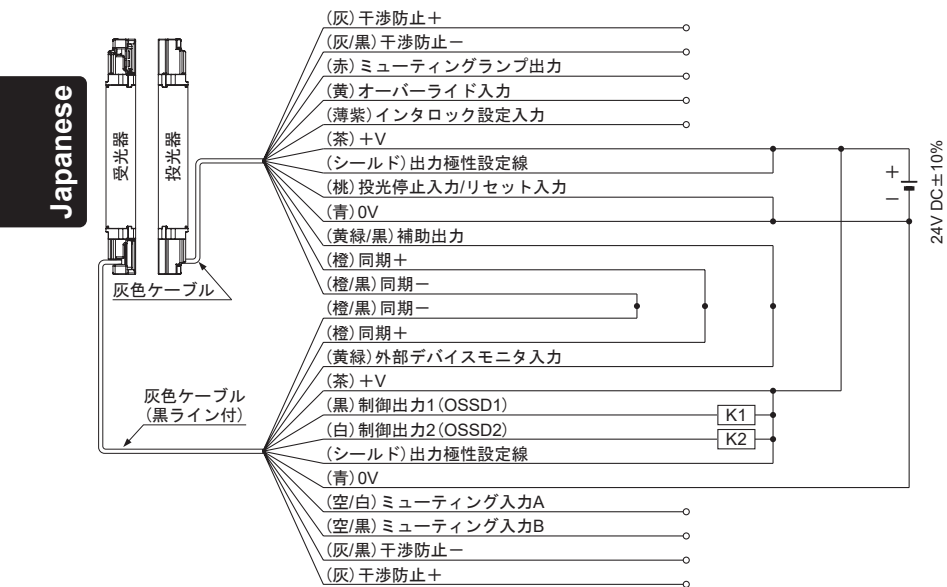 Japanese
受光器
投光器
灰色ケーブル
灰色ケーブル
(黒ライン付)
(灰)干渉防止＋
(灰/黒)干渉防止－
(赤)ミューティングランプ出力
(黄)オーバーライド入力
(薄紫)インタロック設定入力
(茶)＋V
(シールド)出力極性設定線
(桃)投光停止入力/リセット入力
(青)0V
(黄緑/黒)補助出力
(橙)同期＋
(橙/黒)同期－
(橙/黒)同期－
(橙)同期＋
(黄緑)外部デバイスモニタ入力
(茶)＋V
(黒)制御出力1(OSSD1)
K1
(白)制御出力2(OSSD2)
K2
(シールド)出力極性設定線
(青)0V
(空/白)ミューティング入力A
(空/黒)ミューティング入力B
(灰/黒)干渉防止－
(灰)干渉防止＋
＋
－
24V DC±10%